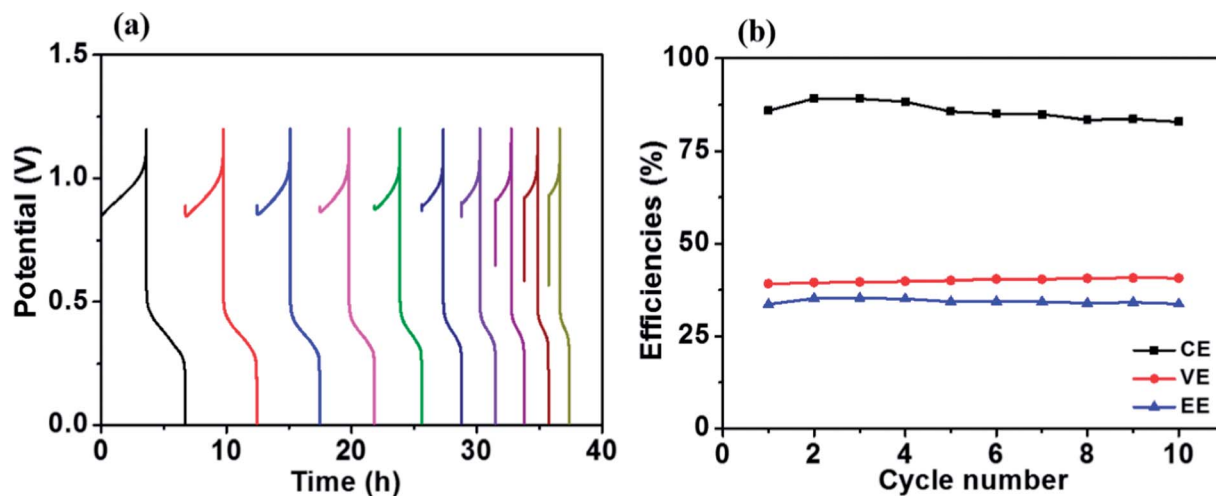 (a)
1.5
1.0
0.5
0.0
Potential (V)
0 10 20 30 40
Time (h)
(b)
100
75
50
25
0
Efficiencies (%)
CE
VE
EE
0 2 4 6 8 10
Cycle number